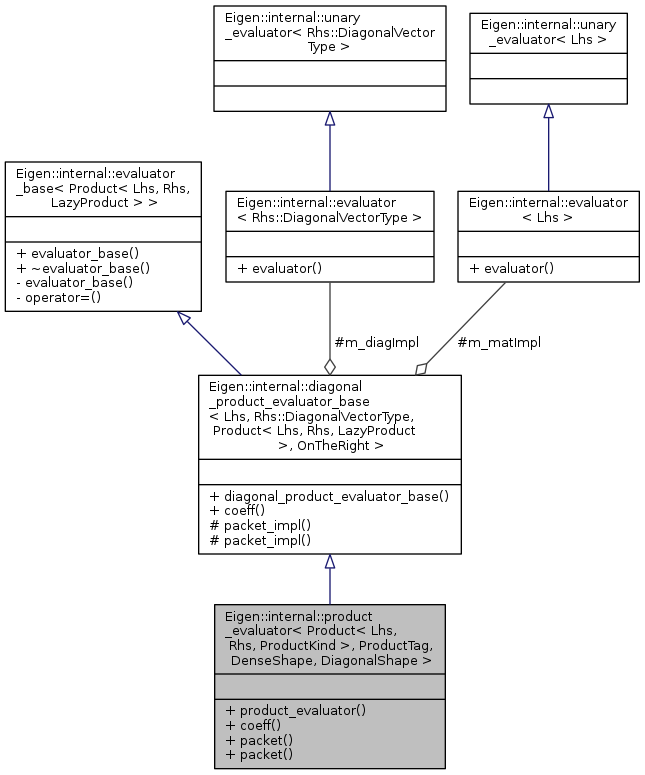 Eigen::internal::unary
_evaluator< Rhs::DiagonalVector
Type >
Eigen::internal::unary
_evaluator< Lhs >
Eigen::internal::evaluator
_base< Product< Lhs, Rhs,
LazyProduct > >
+ evaluator_base()
+ ~evaluator_base()
- evaluator_base()
- operator=()
Eigen::internal::evaluator
< Rhs::DiagonalVectorType >
+ evaluator()
Eigen::internal::evaluator
< Lhs >
+ evaluator()
#m_diagImpl
#m_matImpl
Eigen::internal::diagonal
_product_evaluator_base
< Lhs, Rhs::DiagonalVectorType,
Product< Lhs, Rhs, LazyProduct
>, OnTheRight >
+ diagonal_product_evaluator_base()
+ coeff()
# packet_impl()
# packet_impl()
Eigen::internal::product
_evaluator< Product< Lhs,
Rhs, ProductKind >, ProductTag,
DenseShape, DiagonalShape >
+ product_evaluator()
+ coeff()
+ packet()
+ packet()